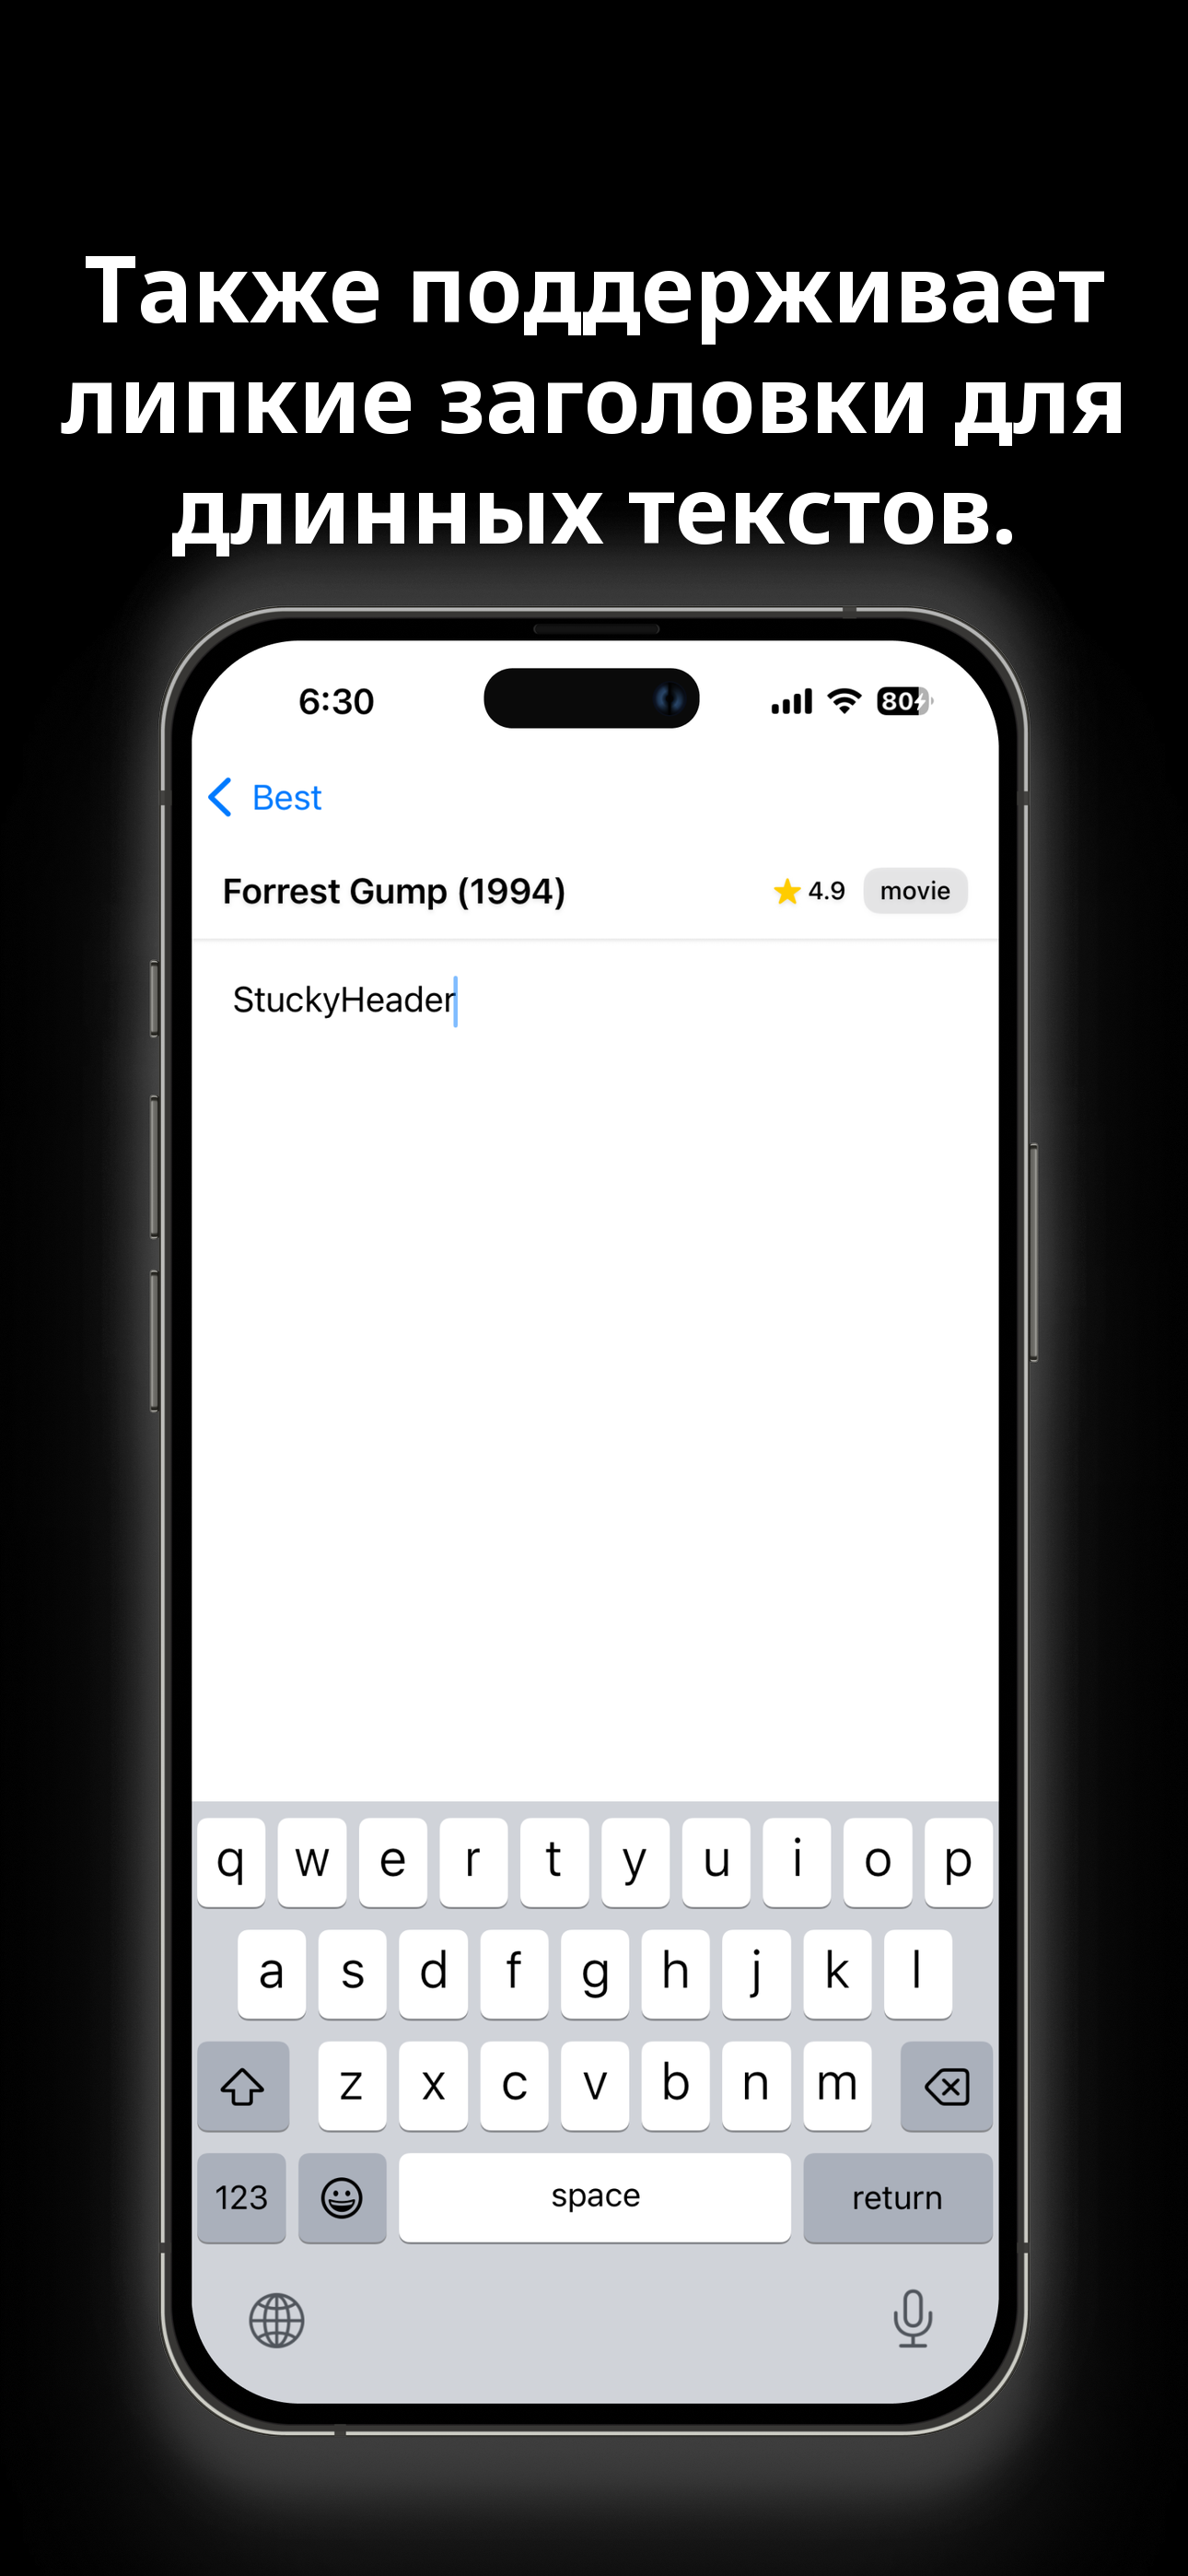 Также поддерживает
липкие заголовки для
длинных текстов.
6:30
80
Best
Forrest Gump (1994)
4.9
movie
StuckyHeader
q w e r t y u i o p
a s d f g h j k l
z x c v b n m
123
space
return